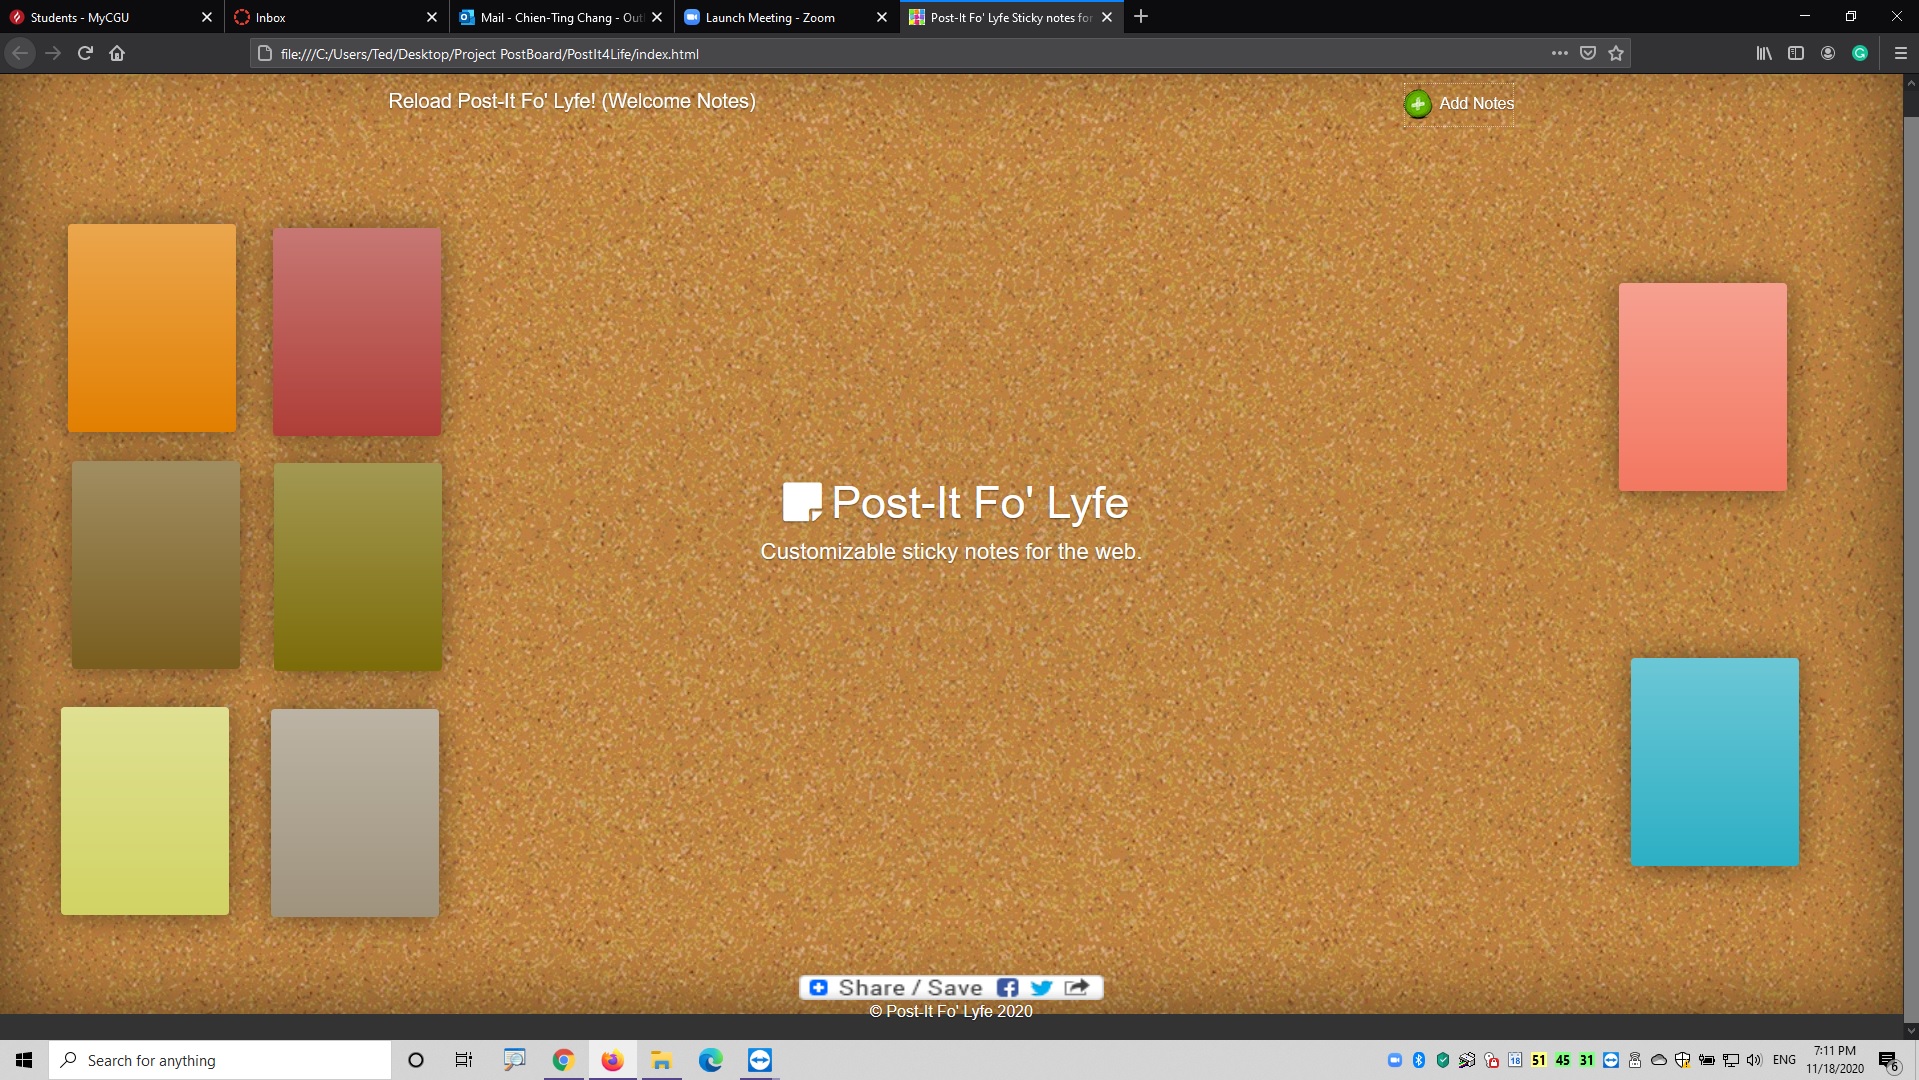 Students - MyCGU
Inbox
Mail - Chien-Ting Chang - Out
Launch Meeting - Zoom
Post-It Fo' Lyfe Sticky notes for
file:///C:/Users/Ted/Desktop/Project PostBoard/PostIt4Life/index.html
Reload Post-It Fo' Lyfe! (Welcome Notes)
Add Notes
Post-It Fo' Lyfe
Customizable sticky notes for the web.
Share / Save
© Post-It Fo' Lyfe 2020
Search for anything
18
51
45
31
ENG
7:11 PM
11/18/2020
6